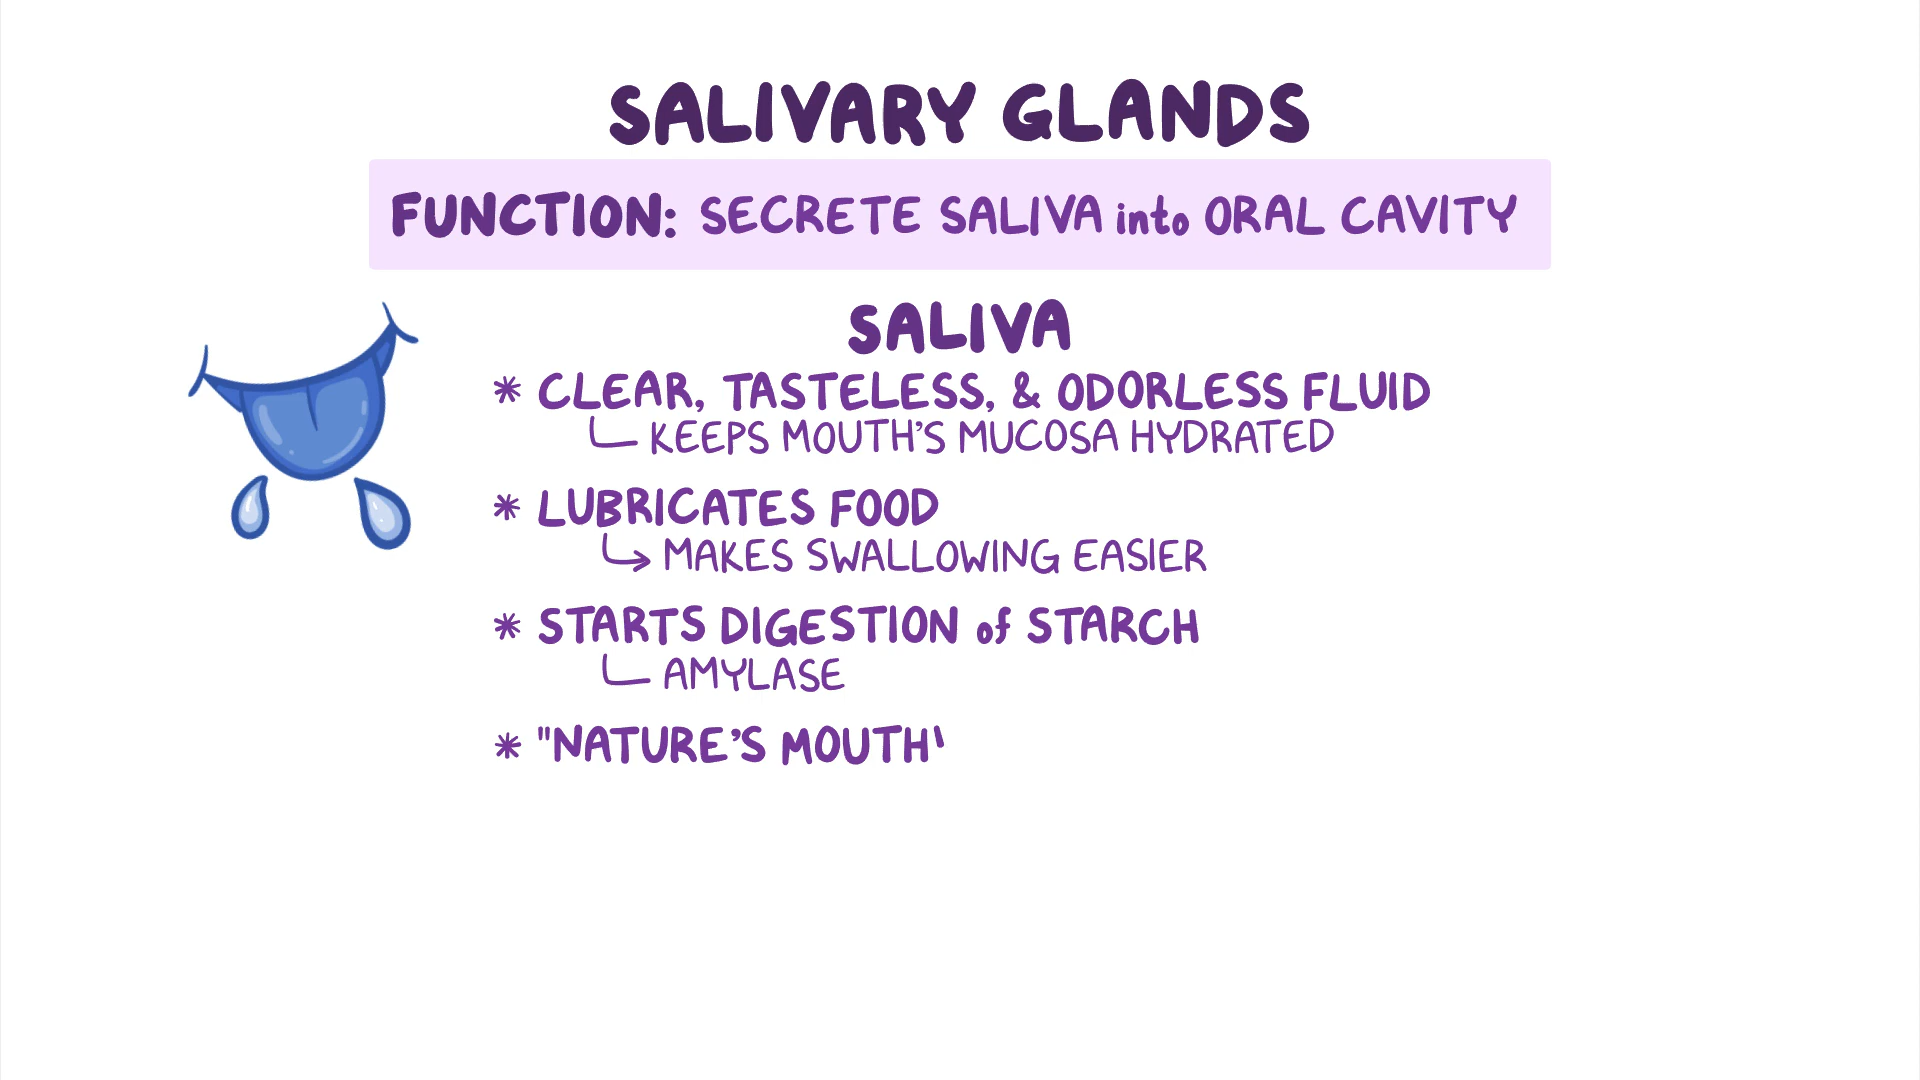 SALIVARY GLANDS
FUNCTION: SECRETE SALIVA into ORAL CAVITY
SALIVA
* CLEAR, TASTELESS, & ODORLESS FLUID
KEEPS MOUTH'S MUCOSA HYDRATED
* LUBRICATES FOOD
MAKES SWALLOWING EASIER
* STARTS DIGESTION of STARCH
AMYLASE
* "NATURE'S MOUTH'